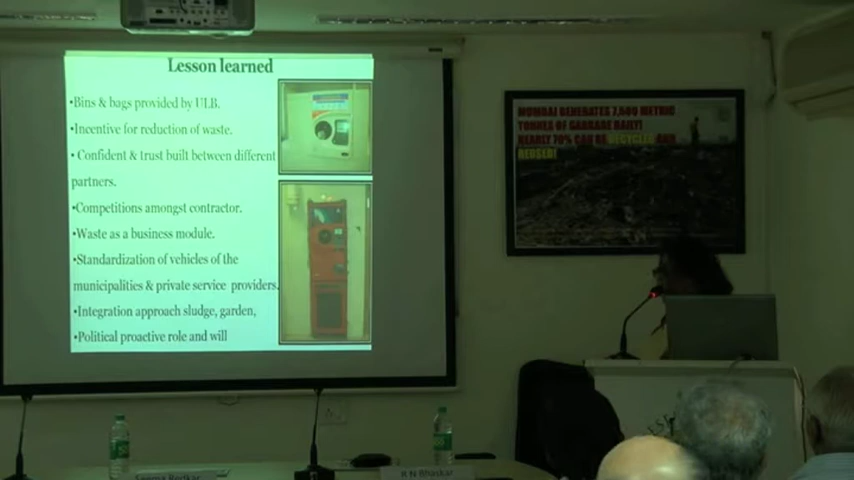 Lesson learned
•Bins & bags provided by ULB.
•Incentive for reduction of waste.
• Confident & trust built between different
partners.
•Competitions amongst contractor.
•Waste as a business module.
•Standardization of vehicles of the
municipalities & private service providers.
•Integration approach sludge, garden,
•Political proactive role and will
MUMBAI GENERATES 7,500 METRIC
TONNES OF GARBAGE DAILY!
NEARLY 70% CAN BE RECYCLED AND
REUSED!
Seema Redkar
R N Bhaskar